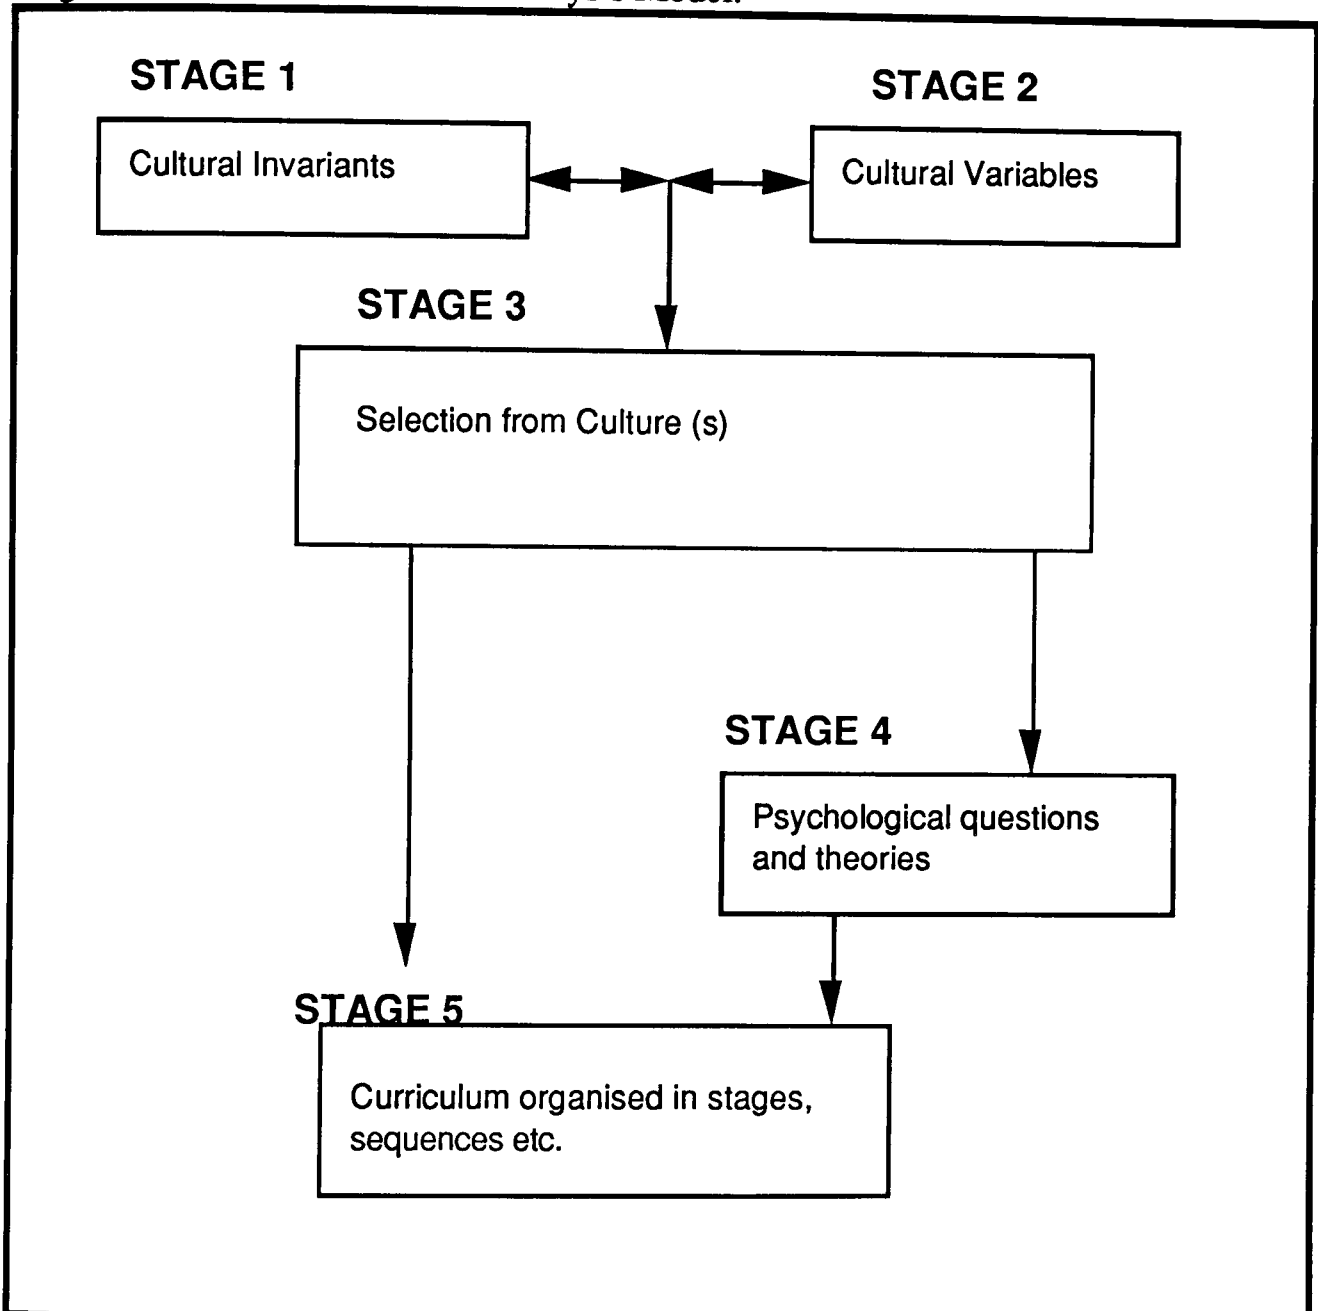 STAGE 1
STAGE 2
Cultural Invariants
Cultural Variables
STAGE 3
Selection from Culture (s)
STAGE 4
Psychological questions
and theories
STAGE 5
Curriculum organised in stages,
sequences etc.